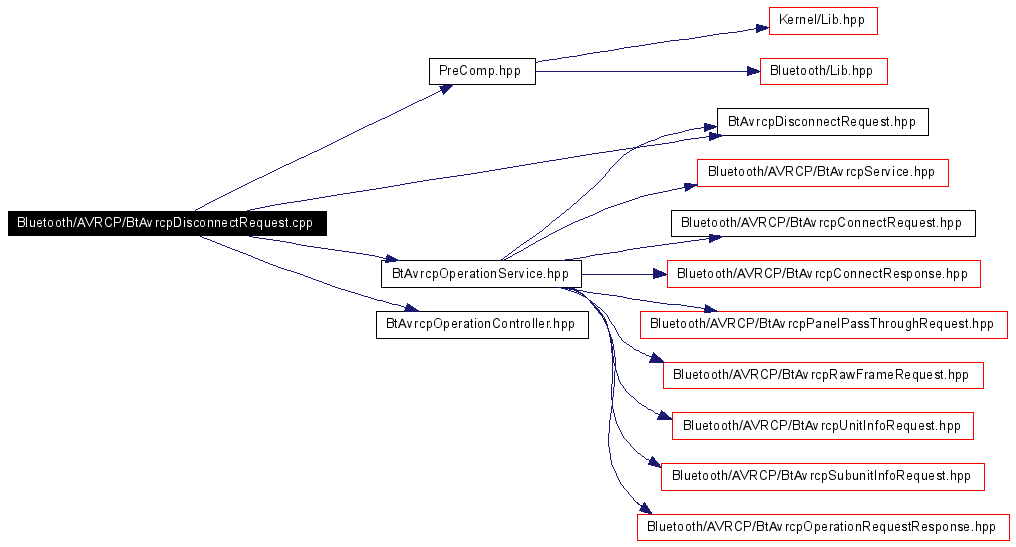 Kernel/Lib.hpp
PreComp.hpp
Bluetooth/Lib.hpp
BtAvrcpDisconnectRequest.hpp
Bluetooth/AVRCP/BtAvrcpService.hpp
Bluetooth/AVRCP/BtAvrcpDisconnectRequest.cpp
Bluetooth/AVRCP/BtAvrcpConnectRequest.hpp
BtAvrcpOperationService.hpp
Bluetooth/AVRCP/BtAvrcpConnectResponse.hpp
BtAvrcpOperationController.hpp
Bluetooth/AVRCP/BtAvrcpPanelPassThroughRequest.hpp
Bluetooth/AVRCP/BtAvrcpRawFrameRequest.hpp
Bluetooth/AVRCP/BtAvrcpUnitInfoRequest.hpp
Bluetooth/AVRCP/BtAvrcpSubunitInfoRequest.hpp
Bluetooth/AVRCP/BtAvrcpOperationRequestResponse.hpp